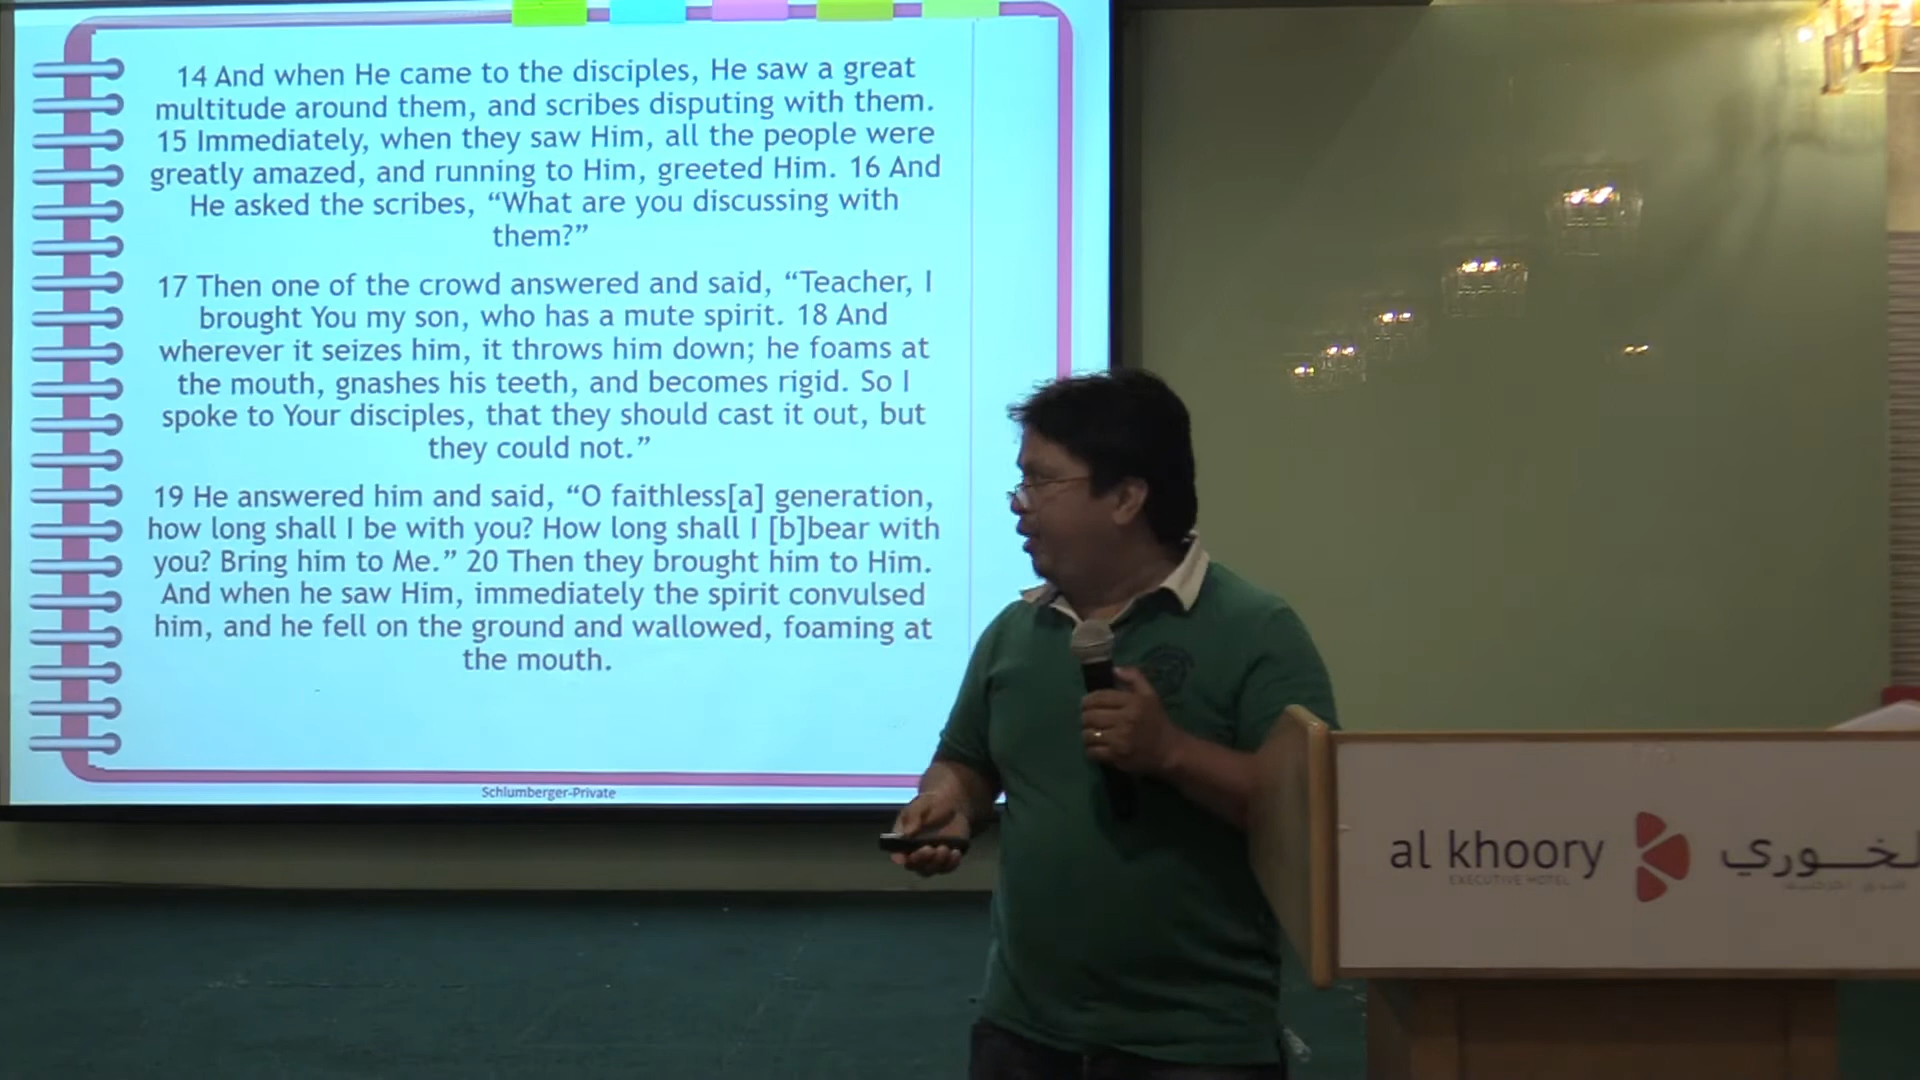 14 And when He came to the disciples, He saw a great
multitude around them, and scribes disputing with them.
15 Immediately, when they saw Him, all the people were
greatly amazed, and running to Him, greeted Him. 16 And
He asked the scribes, “What are you discussing with
them?”
17 Then one of the crowd answered and said, “Teacher, I
brought You my son, who has a mute spirit. 18 And
wherever it seizes him, it throws him down; he foams at
the mouth, gnashes his teeth, and becomes rigid. So I
spoke to Your disciples, that they should cast it out, but
they could not.”
19 He answered him and said, “O faithless[a] generation,
how long shall I be with you? How long shall I [b]bear with
you? Bring him to Me.” 20 Then they brought him to Him.
And when he saw Him, immediately the spirit convulsed
him, and he fell on the ground and wallowed, foaming at
the mouth.
Schlumberger-Private
al khoory
EXECUTIVE HOTEL
لخوري